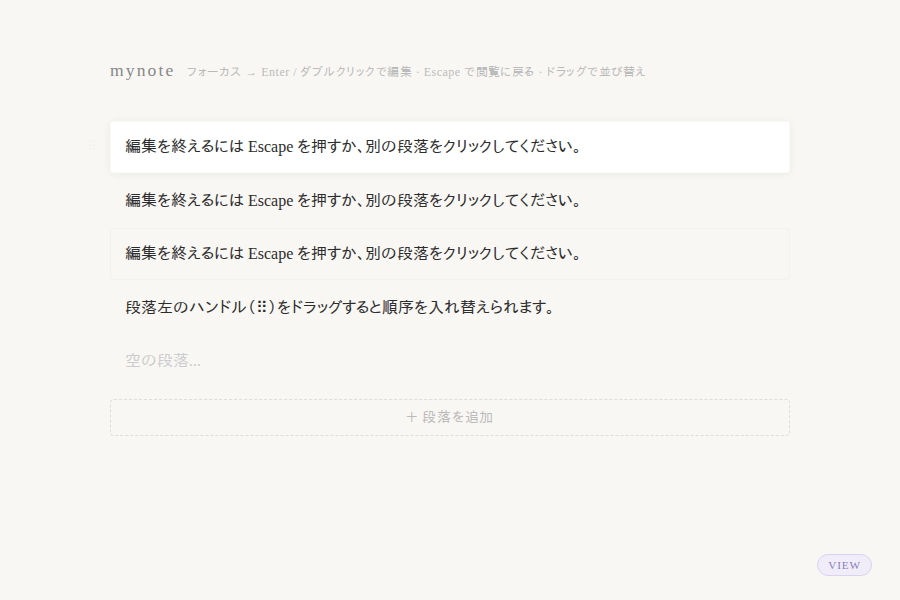 mynote フォーカス → Enter / ダブルクリックで編集 · Escape で閲覧に戻る · ドラッグで並び替え
編集を終えるには Escape を押すか、別の段落をクリックしてください。
編集を終えるには Escape を押すか、別の段落をクリックしてください。
編集を終えるには Escape を押すか、別の段落をクリックしてください。
段落左のハンドル（⠿）をドラッグすると順序を入れ替えられます。
空の段落...
＋ 段落を追加
VIEW